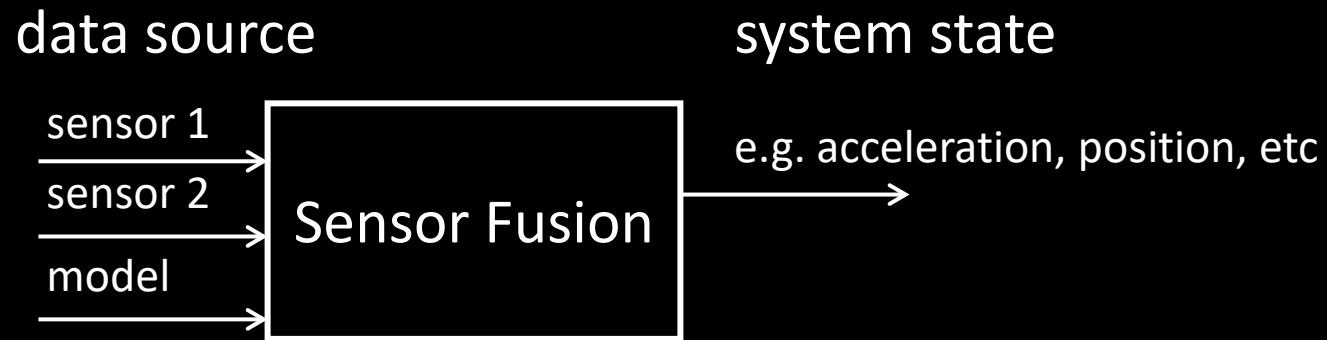 data source
system state
sensor 1
e.g. acceleration, position, etc
sensor 2
Sensor Fusion
model